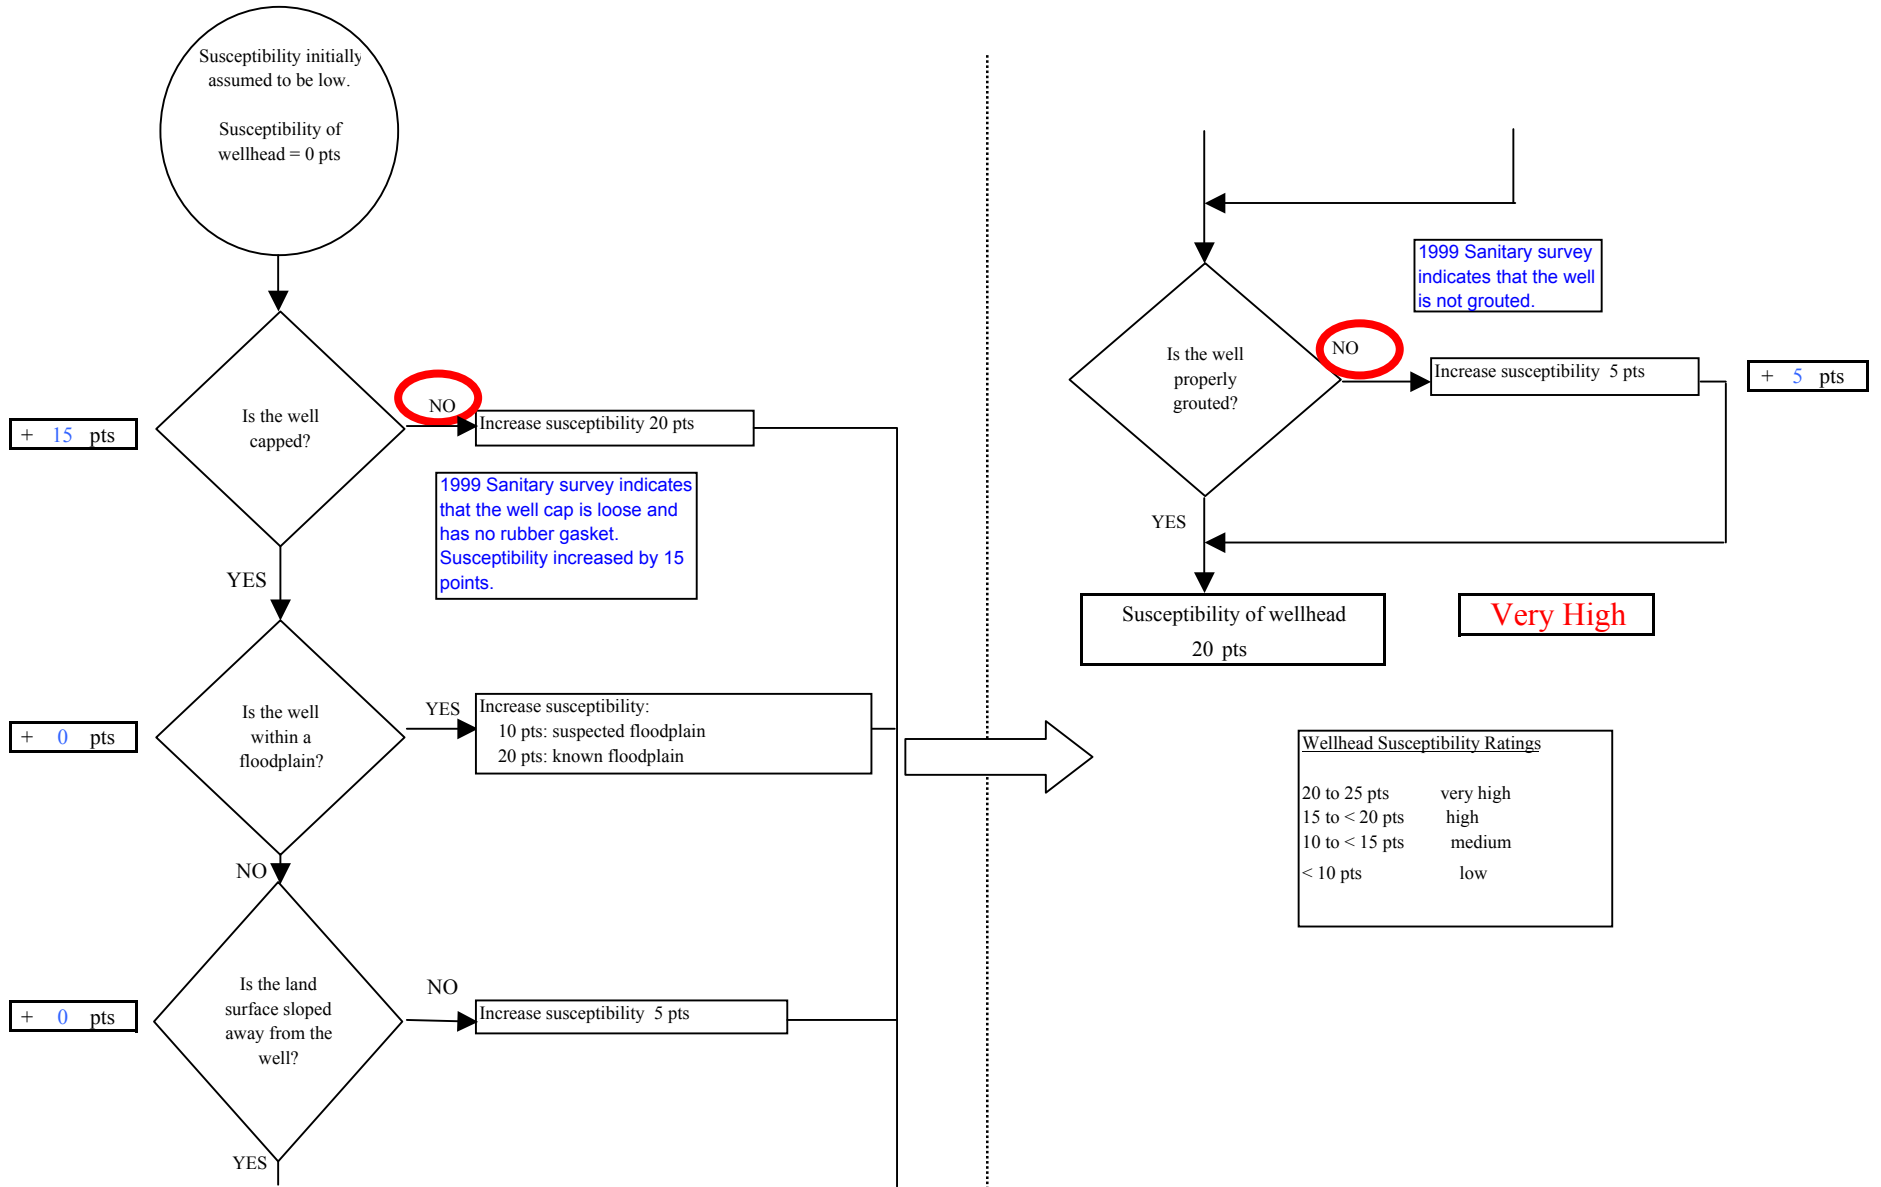 Susceptibility initially
assumed to be low.
Susceptibility of
wellhead = 0 pts
Is the well
capped?
NO
Increase susceptibility 20 pts
+ 15 pts
1999 Sanitary survey indicates
that the well cap is loose and
has no rubber gasket.
Susceptibility increased by 15
points.
YES
Is the well
within a
floodplain?
YES
Increase susceptibility:
10 pts: suspected floodplain
20 pts: known floodplain
+ 0 pts
NO
Is the land
surface sloped
away from the
well?
NO
Increase susceptibility 5 pts
+ 0 pts
YES
1999 Sanitary survey
indicates that the well
is not grouted.
Is the well
properly
grouted?
NO
Increase susceptibility 5 pts
+ 5 pts
YES
Susceptibility of wellhead
20 pts
Very High
Wellhead Susceptibility Ratings
20 to 25 pts very high
15 to < 20 pts high
10 to < 15 pts medium
< 10 pts low